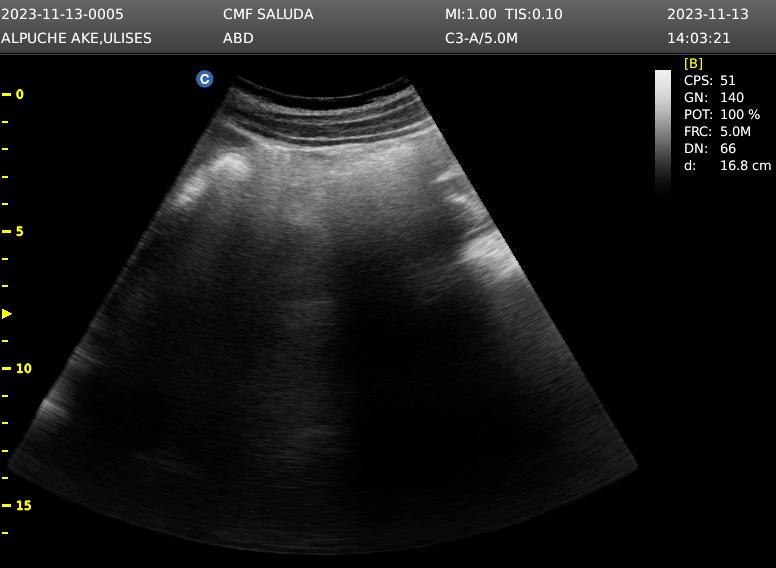 2023-11-13-0005 CMF SALUDA MI:1.00 TIS:0.10 2023-11-13
ALPUCHE AKE,ULISES ABD C3-A/5.0M 14:03:21
C
[B]
CPS: 51
GN: 140
POT: 100 %
FRC: 5.0M
DN: 66
d: 16.8 cm
0
5
10
15